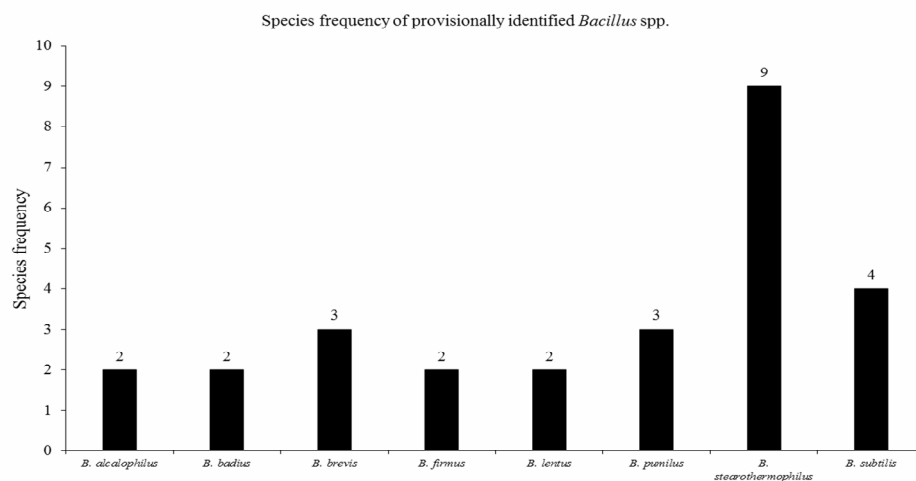 Species frequency of provisionally identified Bacillus spp.
10
9
8
7
6
5
4
3
2
1
0
Species frequency
2
2
3
2
2
3
9
4
B. alcalophilus
B. badius
B. brevis
B. firmus
B. lentus
B. pumilus
B.
stearothermophilus
B. subtilis